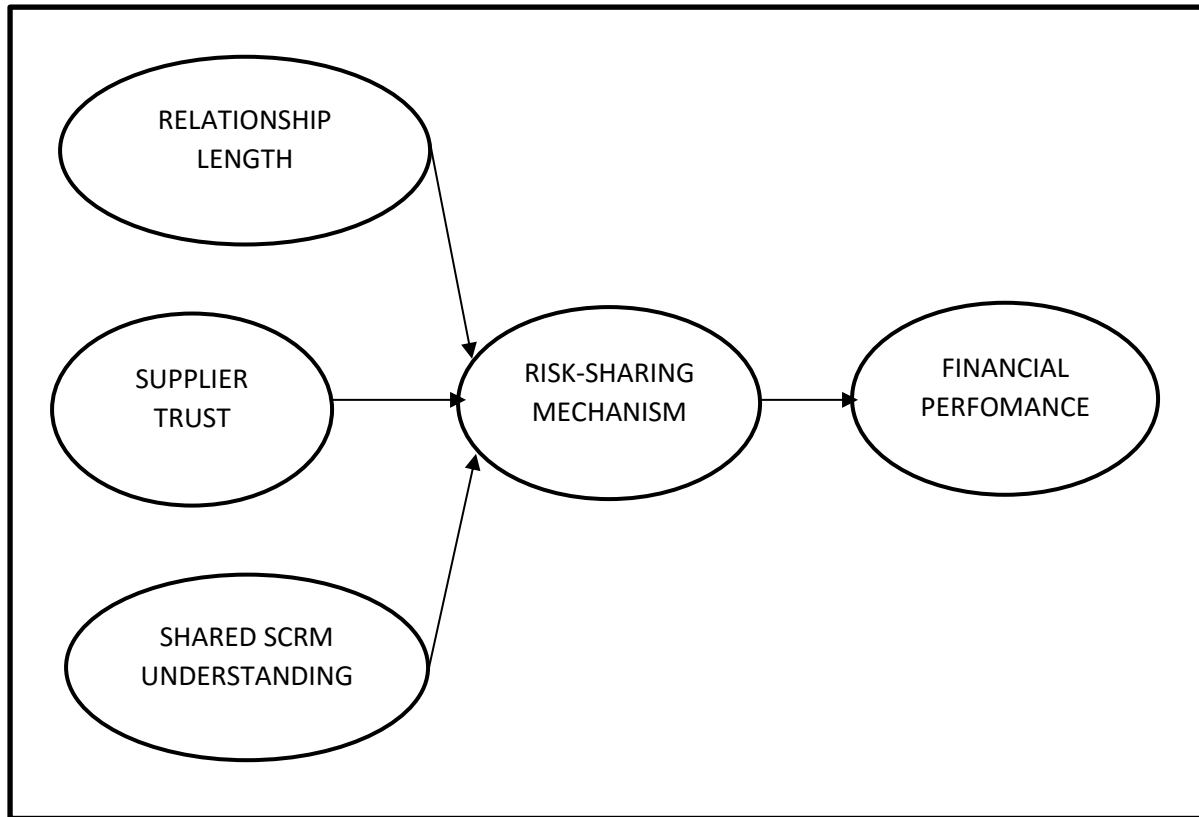 RELATIONSHIP
LENGTH
SUPPLIER
TRUST
RISK-SHARING
MECHANISM
FINANCIAL
PERFOMANCE
SHARED SCRM
UNDERSTANDING